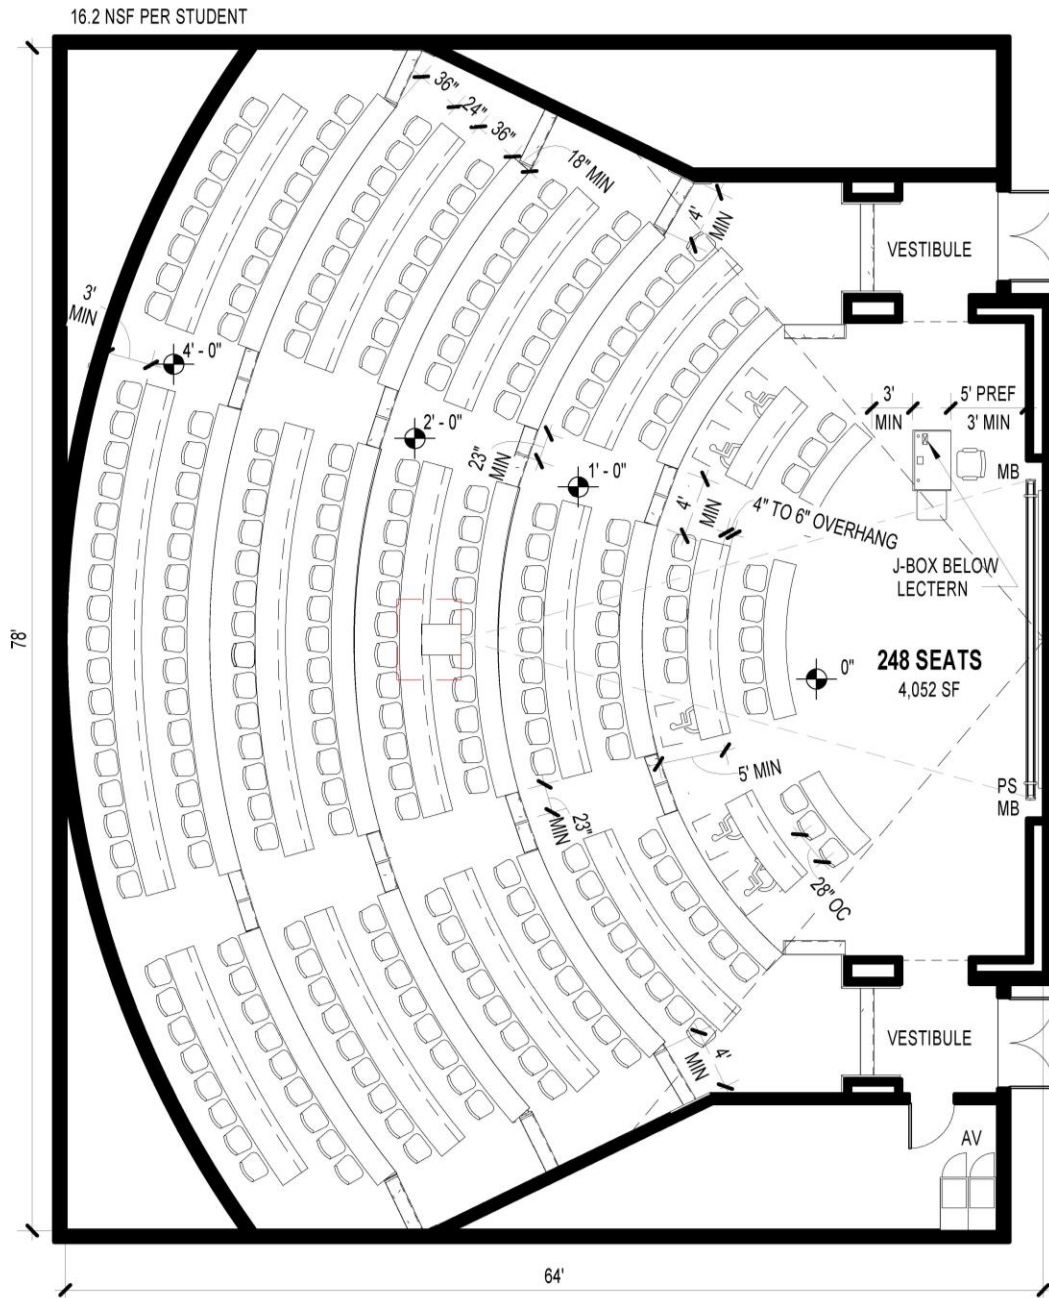 16.2 NSF PER STUDENT
36"
24"
36"
18" MIN
4'
MIN
VESTIBULE
3'
MIN
4' - 0"
2' - 0"
23"
MIN
1' - 0"
3'
MIN
5' PREF
3' MIN
MB
4'
MIN
4" TO 6" OVERHANG
J-BOX BELOW
LECTERN
78'
248 SEATS
4,052 SF
0"
5' MIN
PS
MB
23"
MIN
28" OC
4'
MIN
VESTIBULE
AV
64'